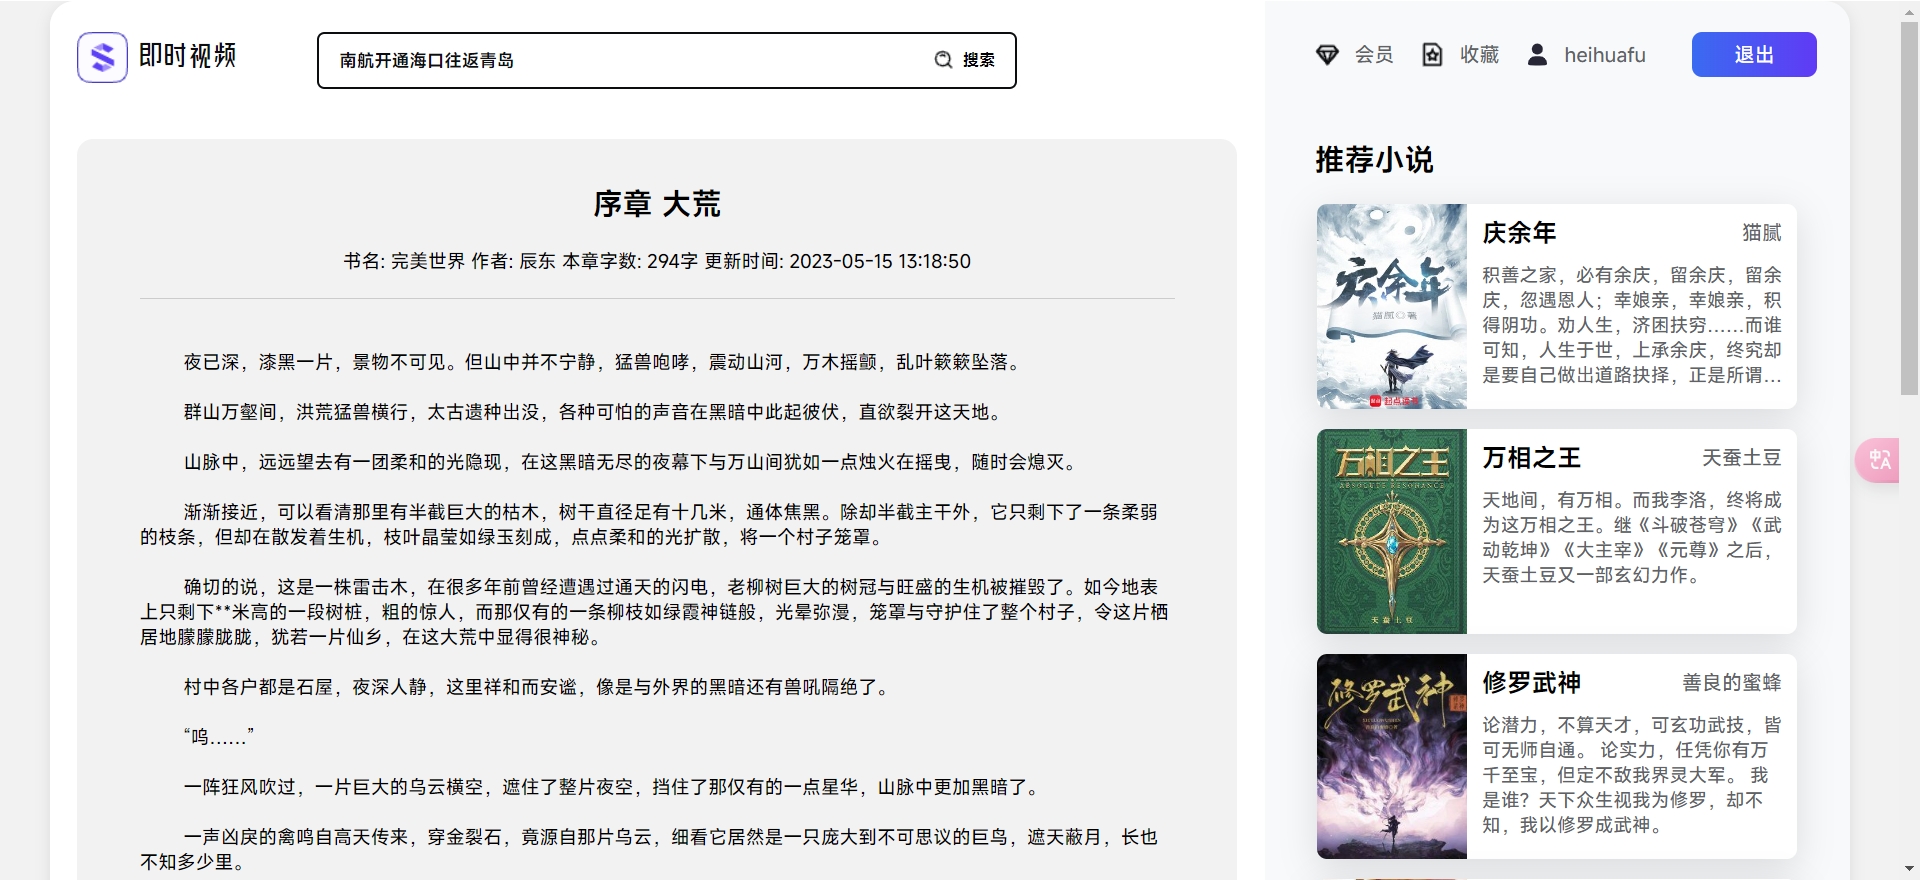 即时视频
南航开通海口往返青岛
搜索
会员
收藏
heihuafu
退出
序章 大荒
书名: 完美世界 作者: 辰东 本章字数: 294字 更新时间: 2023-05-15 13:18:50
夜已深，漆黑一片，景物不可见。但山中并不宁静，猛兽咆哮，震动山河，万木摇颤，乱叶簌簌坠落。
群山万壑间，洪荒猛兽横行，太古遗种出没，各种可怕的声音在黑暗中此起彼伏，直欲裂开这天地。
山脉中，远远望去有一团柔和的光隐现，在这黑暗无尽的夜幕下与万山间犹如一点烛火在摇曳，随时会熄灭。
渐渐接近，可以看清那里有半截巨大的枯木，树干直径足有十几米，通体焦黑。除却半截主干外，它只剩下了一条柔弱
的枝条，但却在散发着生机，枝叶晶莹如绿玉刻成，点点柔和的光扩散，将一个村子笼罩。
确切的说，这是一株雷击木，在很多年前曾经遭遇过通天的闪电，老柳树巨大的树冠与旺盛的生机被摧毁了。如今地表
上只剩下**米高的一段树桩，粗的惊人，而那仅有的一条柳枝如绿霞神链般，光晕弥漫，笼罩与守护住了整个村子，令这片栖
居地朦朦胧胧，犹若一片仙乡，在这大荒中显得很神秘。
村中各户都是石屋，夜深人静，这里祥和而安谧，像是与外界的黑暗还有兽吼隔绝了。
“呜……”
一阵狂风吹过，一片巨大的乌云横空，遮住了整片夜空，挡住了那仅有的一点星华，山脉中更加黑暗了。
一声凶戾的禽鸣自高天传来，穿金裂石，竟源自那片乌云，细看它居然是一只庞大到不可思议的巨鸟，遮天蔽月，长也
不知多少里。
推荐小说
庆余年
猫腻◎著
起点读书
庆余年
猫腻
积善之家，必有余庆，留余庆，留余
庆，忽遇恩人；幸娘亲，幸娘亲，积
得阴功。劝人生，济困扶穷……而谁
可知，人生于世，上承余庆，终究却
是要自己做出道路抉择，正是所谓...
万相之王
ABSOLUTE RESONANCE
天蚕土豆
万相之王
天蚕土豆
天地间，有万相。而我李洛，终将成
为这万相之王。继《斗破苍穹》《武
动乾坤》《大主宰》《元尊》之后，
天蚕土豆又一部玄幻力作。
修罗武神
修罗武神
善良的蜜蜂
论潜力，不算天才，可玄功武技，皆
可无师自通。 论实力，任凭你有万
千至宝，但定不敌我界灵大军。 我
是谁？天下众生视我为修罗，却不
知，我以修罗成武神。